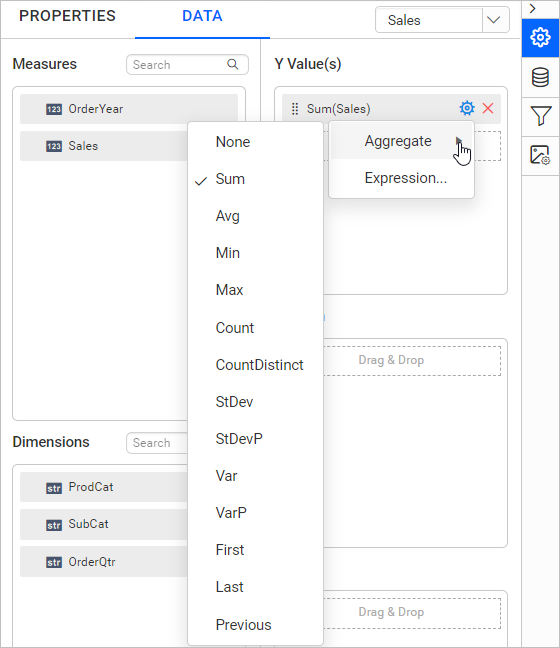 PROPERTIES
DATA
Sales
Measures
Search
Y Value(s)
123 OrderYear
123 Sales
Sum(Sales)
Aggregate
Expression...
None
Sum
Avg
Min
Max
Count
CountDistinct
StDev
StDevP
Var
VarP
First
Last
Previous
Drag & Drop
Dimensions
Search
str ProdCat
str SubCat
str OrderQtr
Drag & Drop